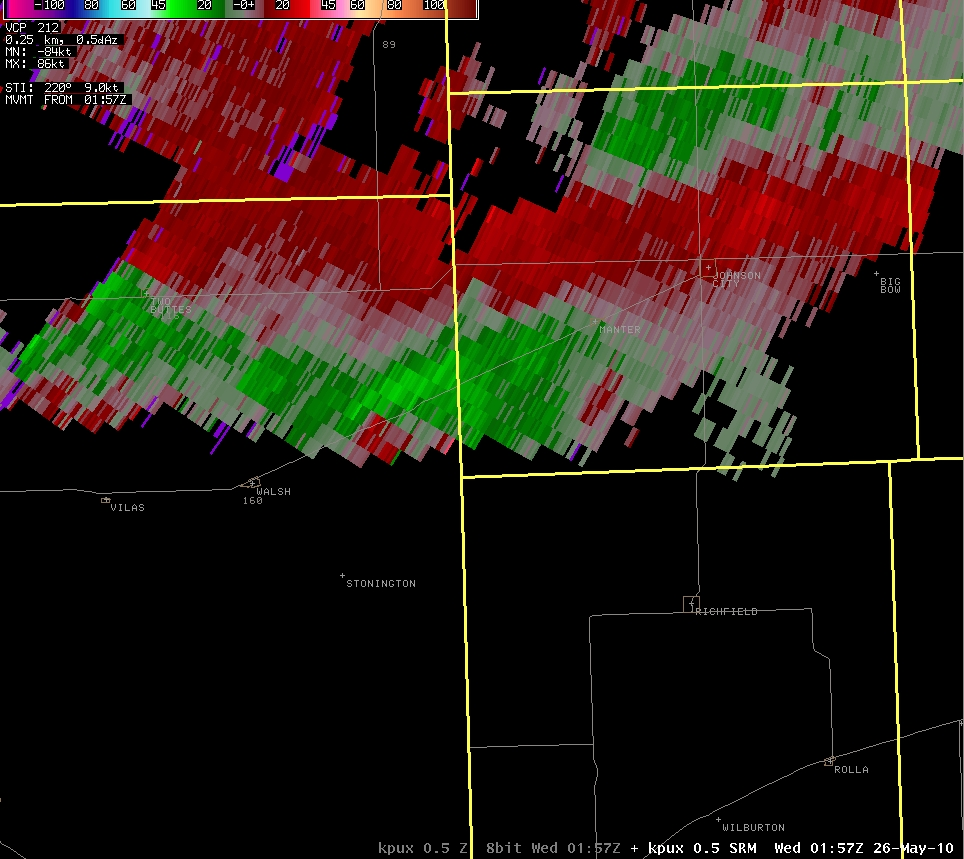 -100 80 60 45 20 -0+ 20 45 60 80 100
VCP 212
0.25 km, 0.5dAz
MN: -84kt
MX: 86kt
STI: 220° 9.0kt
MVMT FROM 01:57Z
89
JOHNSON
CITY
BIG
BOW
TWO
BUTTES
MANTER
WALSH
160
VILAS
STONINGTON
RICHFIELD
ROLLA
WILBURTON
kpux 0.5 Z 8bit Wed 01:57Z + kpux 0.5 SRM Wed 01:57Z 26-May-10